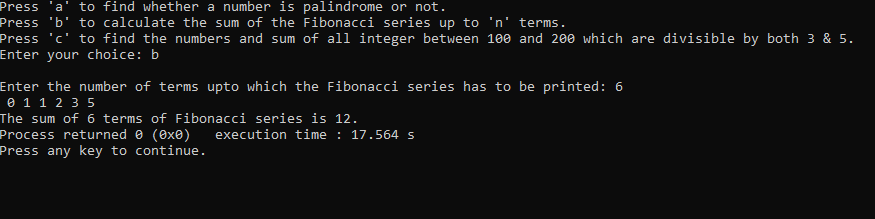 Press 'a' to find whether a number is palindrome or not.
Press 'b' to calculate the sum of the Fibonacci series up to 'n' terms.
Press 'c' to find the numbers and sum of all integer between 100 and 200 which are divisible by both 3 & 5.
Enter your choice: b
Enter the number of terms upto which the Fibonacci series has to be printed: 6
0 1 1 2 3 5
The sum of 6 terms of Fibonacci series is 12.
Process returned 0 (0x0)   execution time : 17.564 s
Press any key to continue.